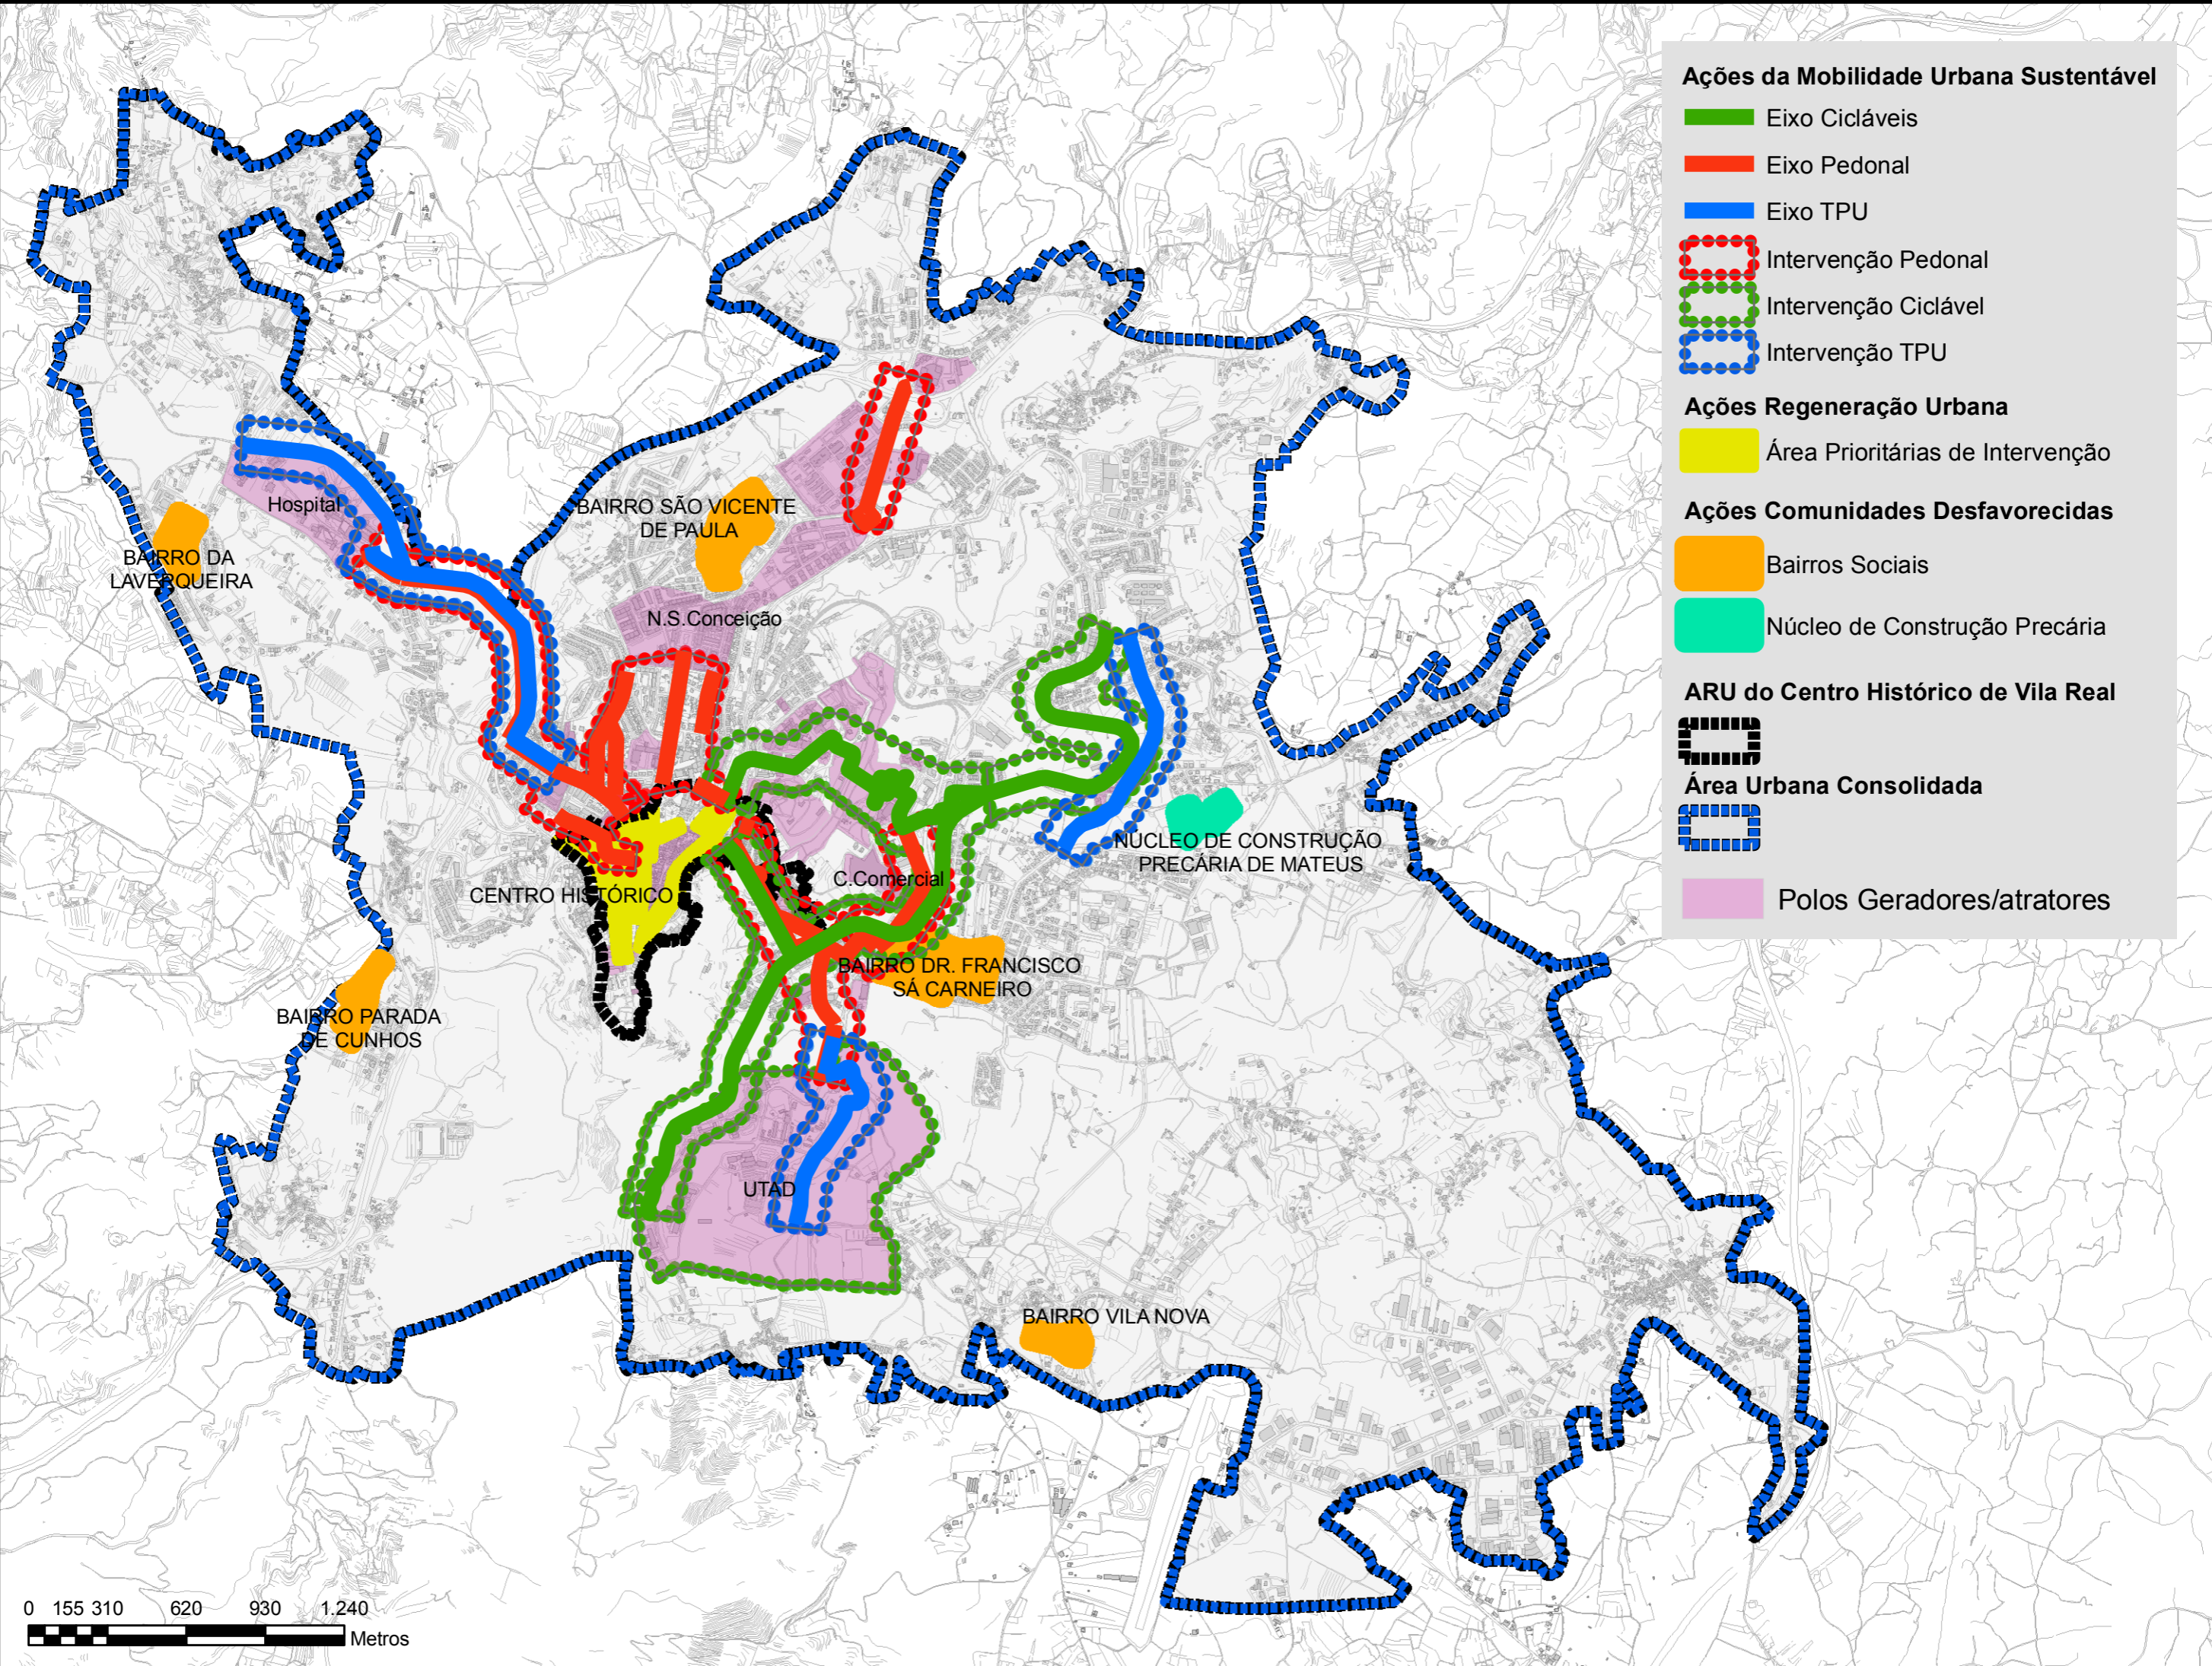 Ações da Mobilidade Urbana Sustentável
Eixo Cicláveis
Eixo Pedonal
Eixo TPU
Intervenção Pedonal
Intervenção Ciclável
Intervenção TPU
Ações Regeneração Urbana
Área Prioritárias de Intervenção
Ações Comunidades Desfavorecidas
Bairros Sociais
Núcleo de Construção Precária
ARU do Centro Histórico de Vila Real
Área Urbana Consolidada
Polos Geradores/atratores
Hospital
BAIRRO DA
LAVERQUEIRA
BAIRRO SÃO VICENTE
DE PAULA
N.S.Conceição
NÚCLEO DE CONSTRUÇÃO
PRECÁRIA DE MATEUS
C.Comercial
CENTRO HISTÓRICO
BAIRRO DR. FRANCISCO
SÁ CARNEIRO
BAIRRO PARADA
DE CUNHOS
UTAD
BAIRRO VILA NOVA
0 155 310 620 930 1.240
Metros